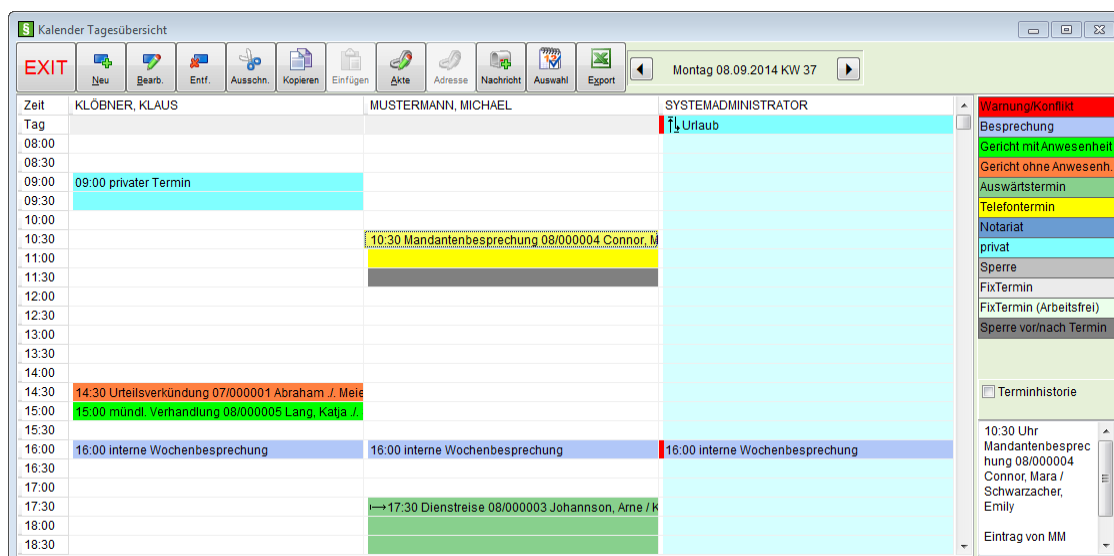 Kalender Tagesübersicht
EXIT Neu Bearb. Entf. Ausschn. Kopieren Einfügen Akte Adresse Nachricht Auswahl Export Montag 08.09.2014 KW 37
Zeit KLÖBNER, KLAUS MUSTERMANN, MICHAEL SYSTEMADMINISTRATOR
Tag Urlaub
08:00
08:30
09:00 09:00 privater Termin
09:30
10:00
10:30 10:30 Mandantenbesprechung 08/000004 Connor, M
11:00
11:30
12:00
12:30
13:00
13:30
14:00
14:30 14:30 Urteilsverkündung 07/000001 Abraham ./. Meie
15:00 15:00 mündl. Verhandlung 08/000005 Lang, Katja ./.
15:30
16:00 16:00 interne Wochenbesprechung 16:00 interne Wochenbesprechung 16:00 interne Wochenbesprechung
16:30
17:00
17:30 17:30 Dienstreise 08/000003 Johannson, Arne / K
18:00
18:30
Warnung/Konflikt
Besprechung
Gericht mit Anwesenheit
Gericht ohne Anwesenh.
Auswärtstermin
Telefontermin
Notariat
privat
Sperre
FixTermin
FixTermin (Arbeitsfrei)
Sperre vor/nach Termin
Terminhistorie
10:30 Uhr
Mandantenbesprec
hung 08/000004
Connor, Mara /
Schwarzacher,
Emily
Eintrag von MM